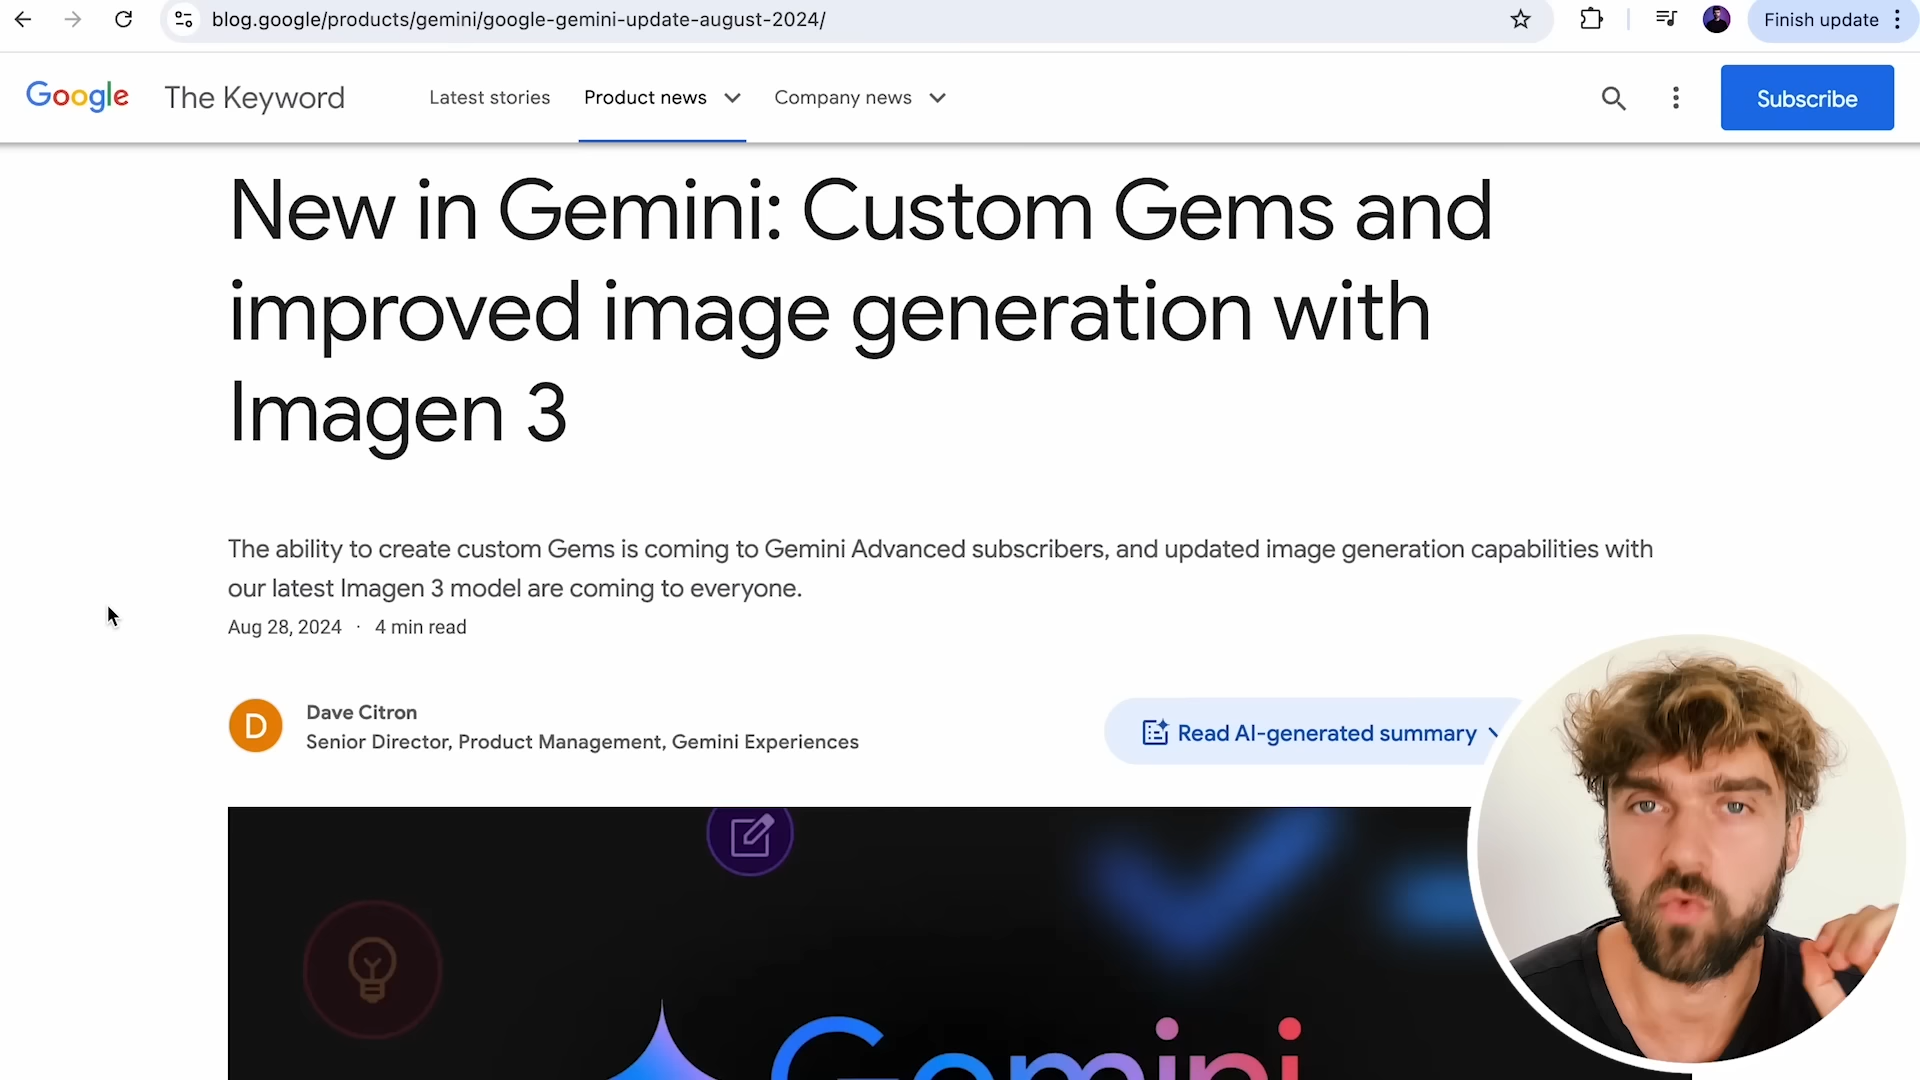 blog.google/products/gemini/google-gemini-update-august-2024/
Finish update
Google The Keyword Latest stories Product news Company news Subscribe
New in Gemini: Custom Gems and
improved image generation with
Imagen 3
The ability to create custom Gems is coming to Gemini Advanced subscribers, and updated image generation capabilities with
our latest Imagen 3 model are coming to everyone.
Aug 28, 2024 · 4 min read
D
Dave Citron
Senior Director, Product Management, Gemini Experiences
Read AI-generated summary
Gemini